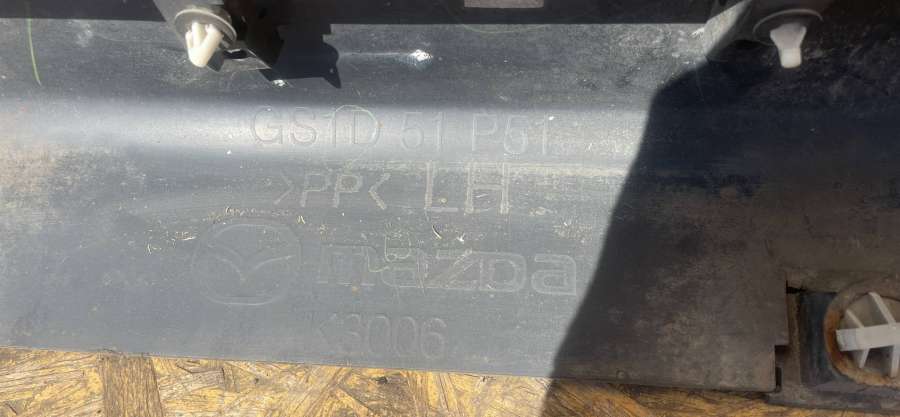 GS1D 51 P51
>PP< LH
mazda
K3006